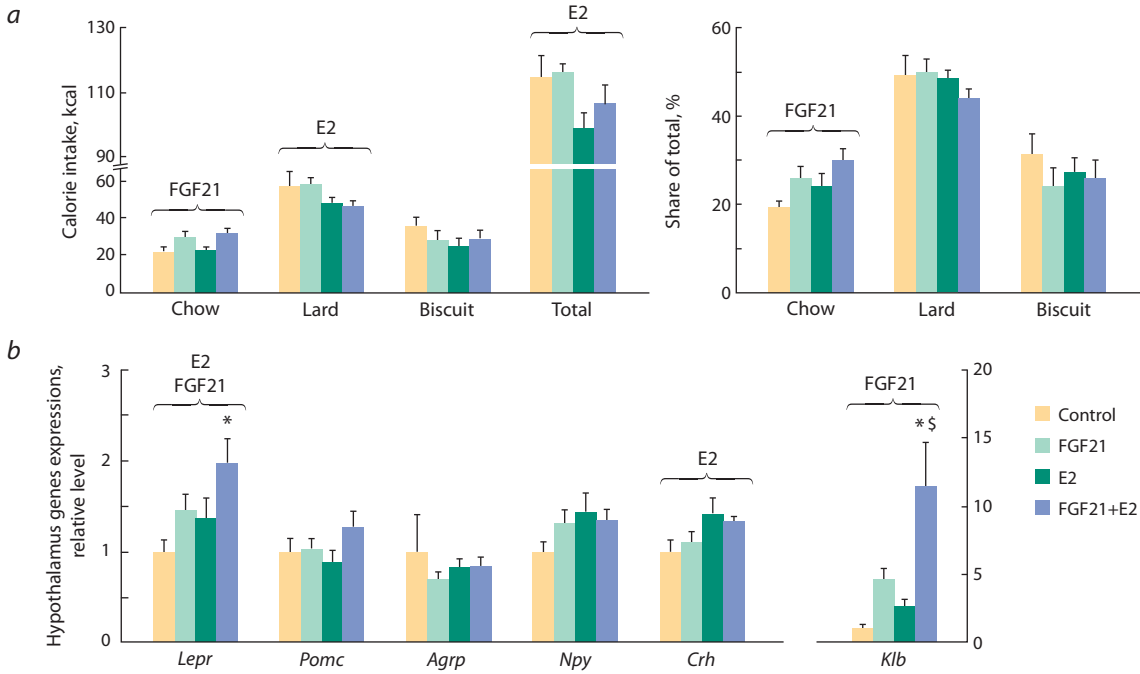 a
Calorie intake, kcal
130
110
90
60
40
20
0
FGF21
E2
E2
Chow
Lard
Biscuit
Total
Share of total, %
60
40
20
0
FGF21
Chow
Lard
Biscuit
b
Hypothalamus genes expressions,
relative level
3
2
1
0
E2
FGF21
*
E2
FGF21
* $
20
15
10
5
0
Lepr
Pomc
Agrp
Npy
Crh
Klb
Control
FGF21
E2
FGF21+E2